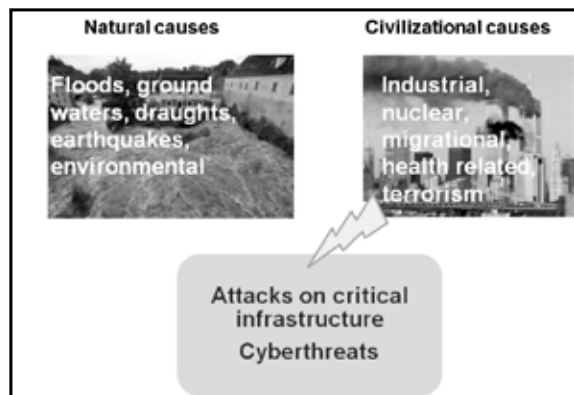 Natural causes
Civilizational causes
Floods, ground
waters, draughts,
earthquakes,
environmental
Industrial,
nuclear,
migrational,
health related,
terrorism
Attacks on critical
infrastructure
Cyberthreats